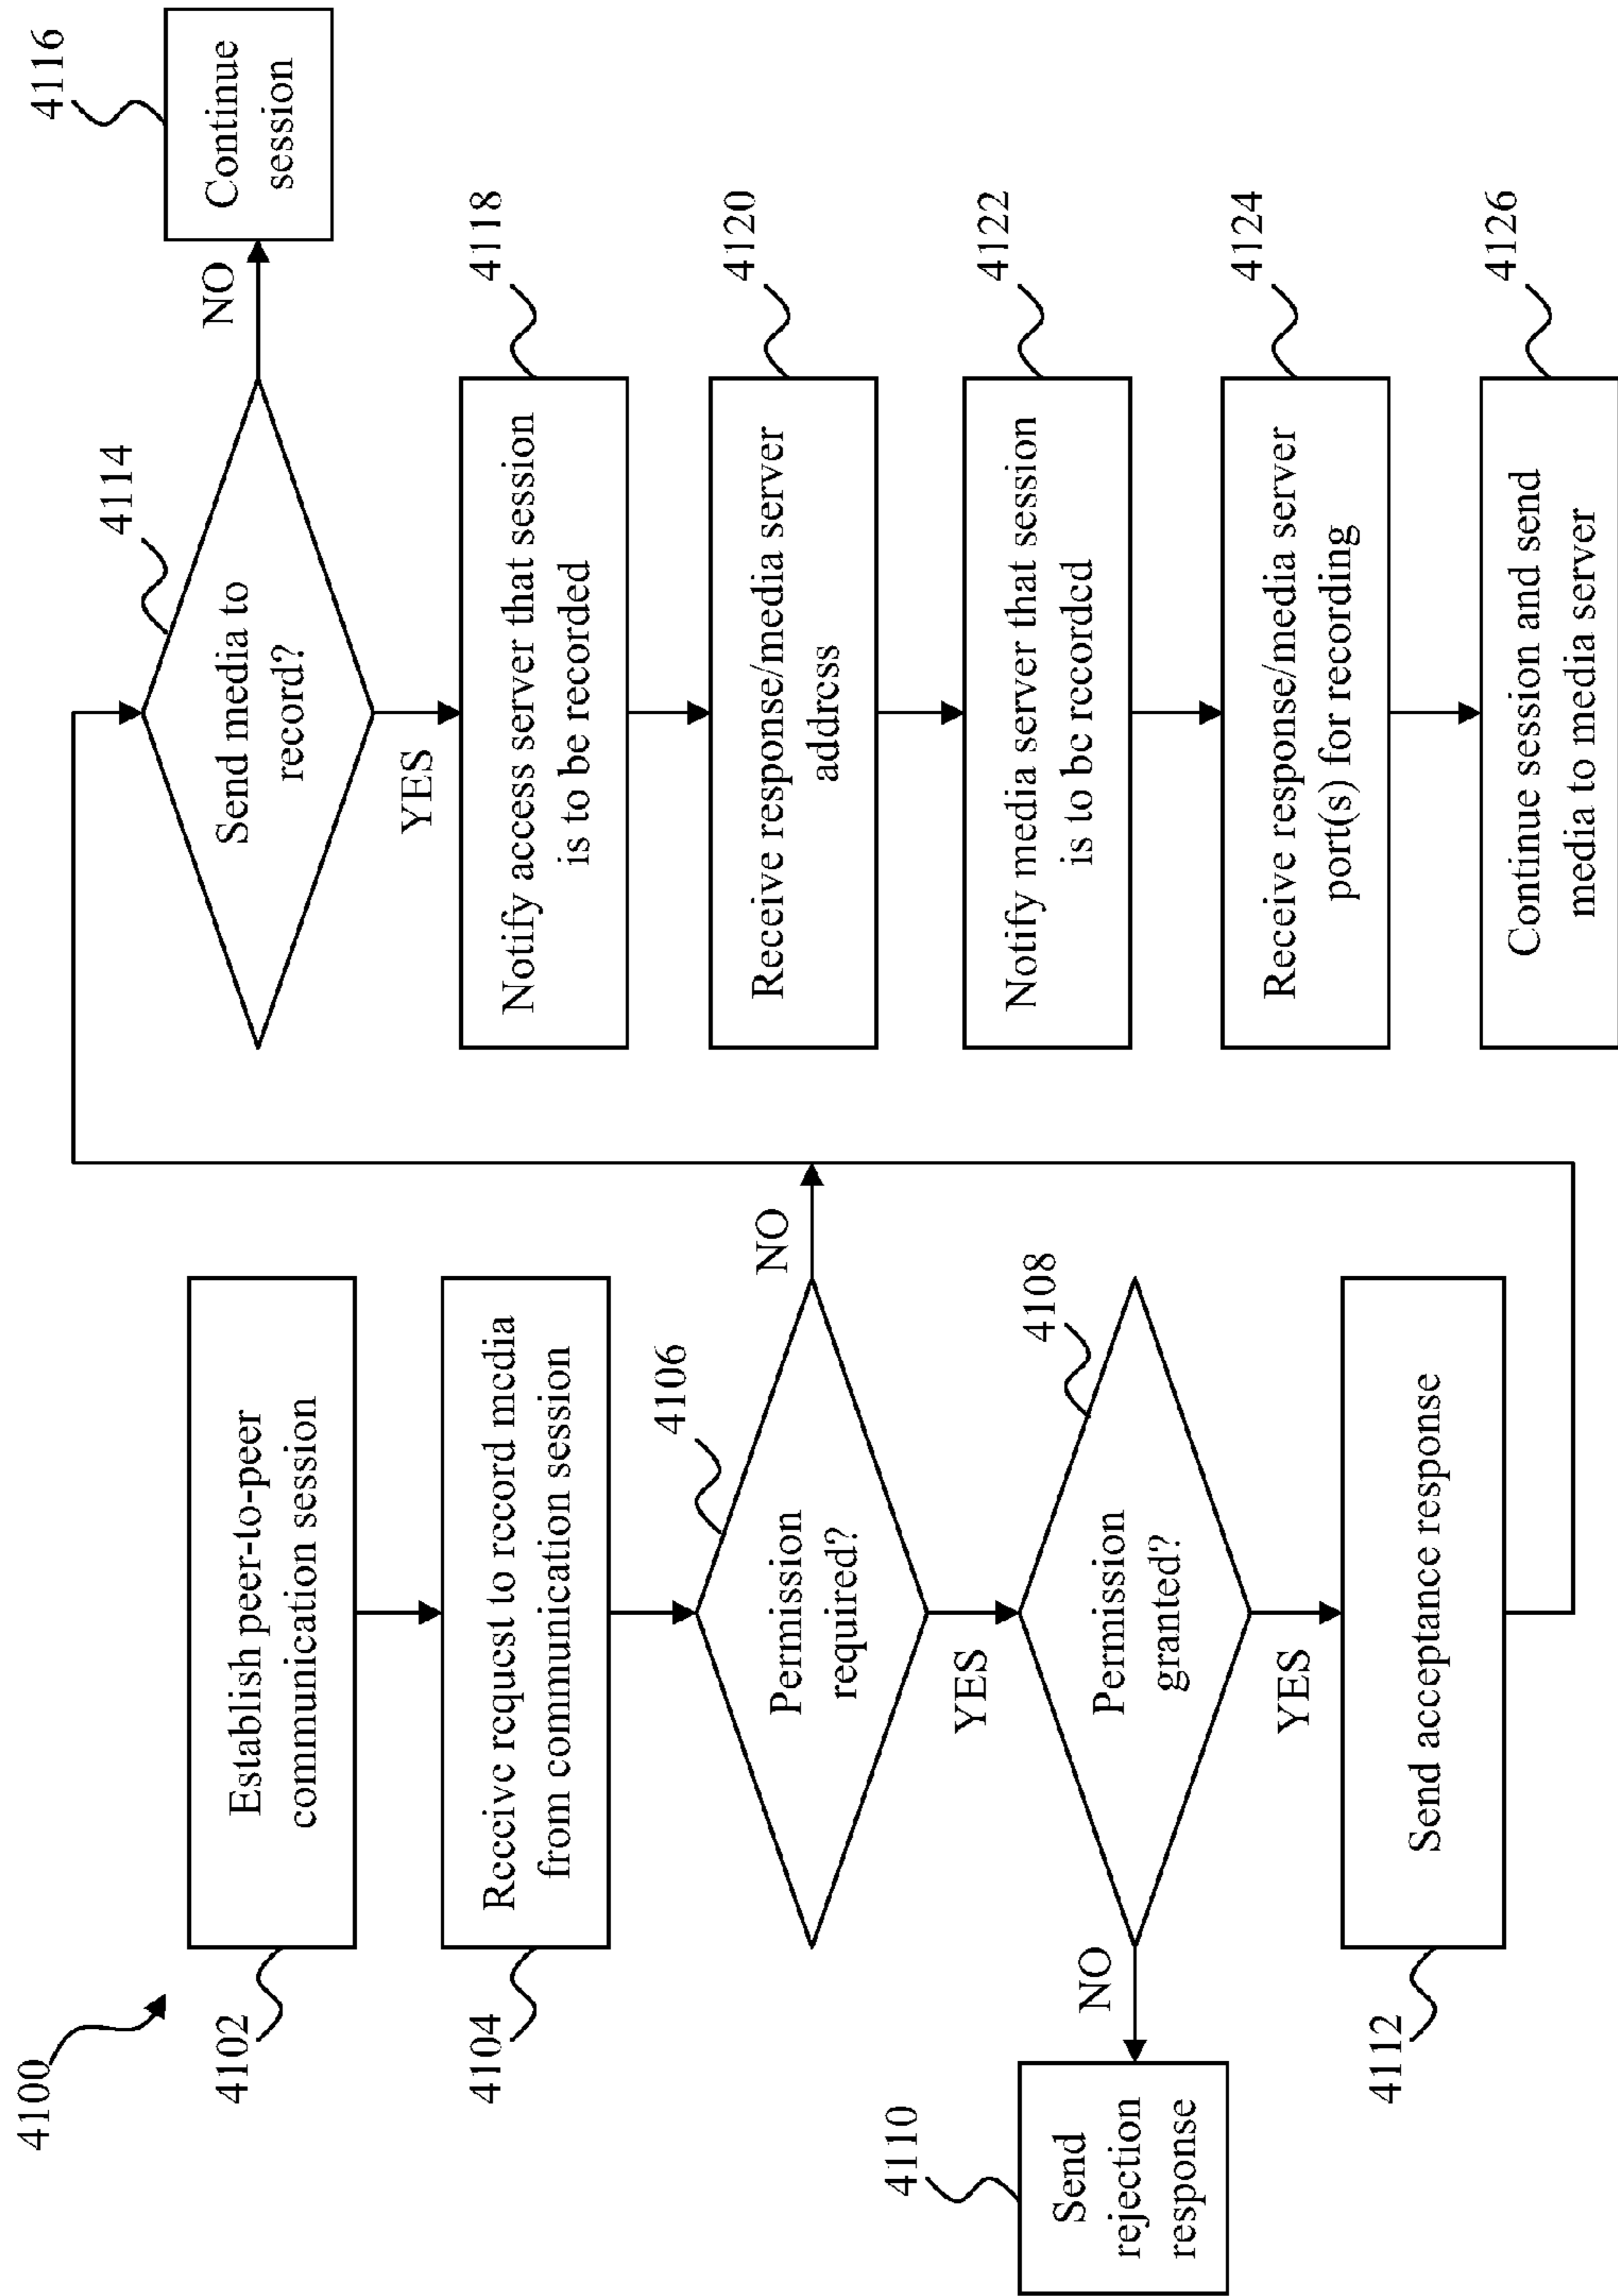 4100
4102
Establish peer-to-peer
communication session
4104
Receive request to record media
from communication session
4106
Permission
required?
NO
YES
4108
Permission
granted?
NO
4110
Send
rejection
response
YES
4112
Send acceptance response
4114
Send media to
record?
NO
4116
Continue
session
YES
4118
Notify access server that session
is to be recorded
4120
Receive response/media server
address
4122
Notify media server that session
is to be recorded
4124
Receive response/media server
port(s) for recording
4126
Continue session and send
media to media server